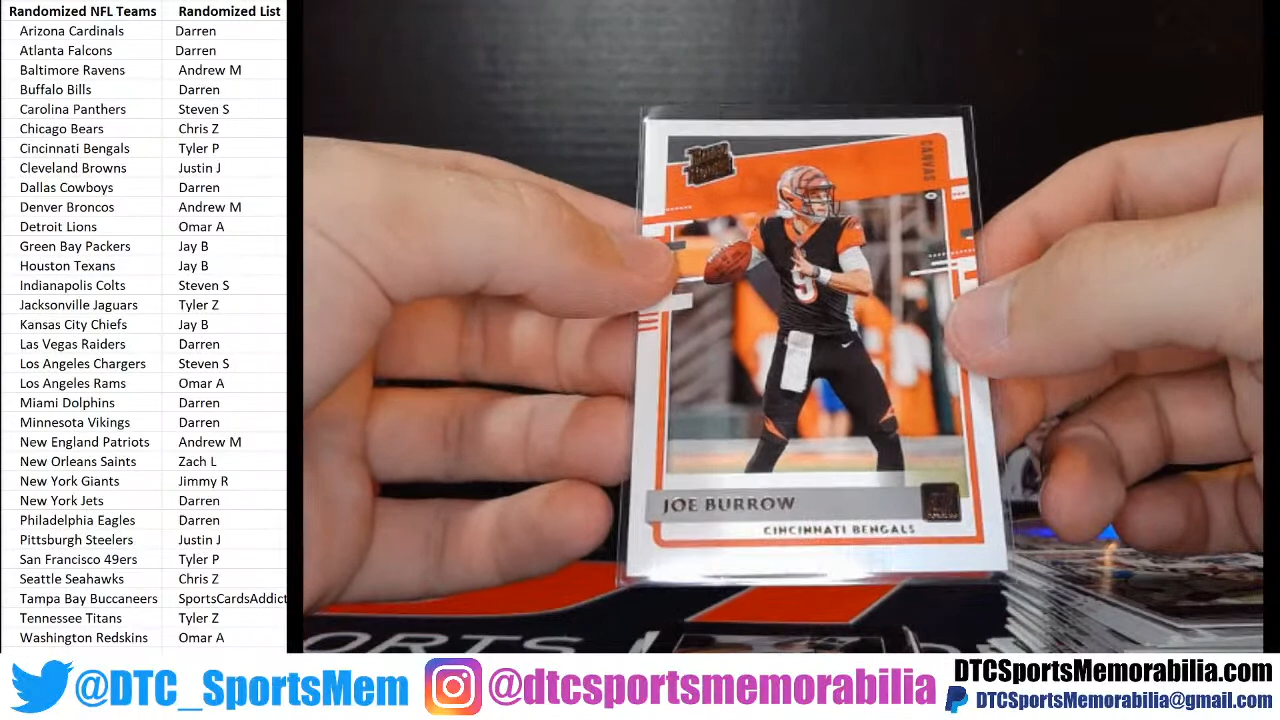 Randomized NFL Teams Randomized List
Arizona Cardinals Darren
Atlanta Falcons Darren
Baltimore Ravens Andrew M
Buffalo Bills Darren
Carolina Panthers Steven S
Chicago Bears Chris Z
Cincinnati Bengals Tyler P
Cleveland Browns Justin J
Dallas Cowboys Darren
Denver Broncos Andrew M
Detroit Lions Omar A
Green Bay Packers Jay B
Houston Texans Jay B
Indianapolis Colts Steven S
Jacksonville Jaguars Tyler Z
Kansas City Chiefs Jay B
Las Vegas Raiders Darren
Los Angeles Chargers Steven S
Los Angeles Rams Omar A
Miami Dolphins Darren
Minnesota Vikings Darren
New England Patriots Andrew M
New Orleans Saints Zach L
New York Giants Jimmy R
New York Jets Darren
Philadelphia Eagles Darren
Pittsburgh Steelers Justin J
San Francisco 49ers Tyler P
Seattle Seahawks Chris Z
Tampa Bay Buccaneers SportsCardsAddict
Tennessee Titans Tyler Z
Washington Redskins Omar A
CANVAS
9
JOE BURROW
CINCINNATI BENGALS
@DTC_SportsMem
@dtcsportsmemorabilia
DTCSportsMemorabilia.com
DTCSportsMemorabilia@gmail.com